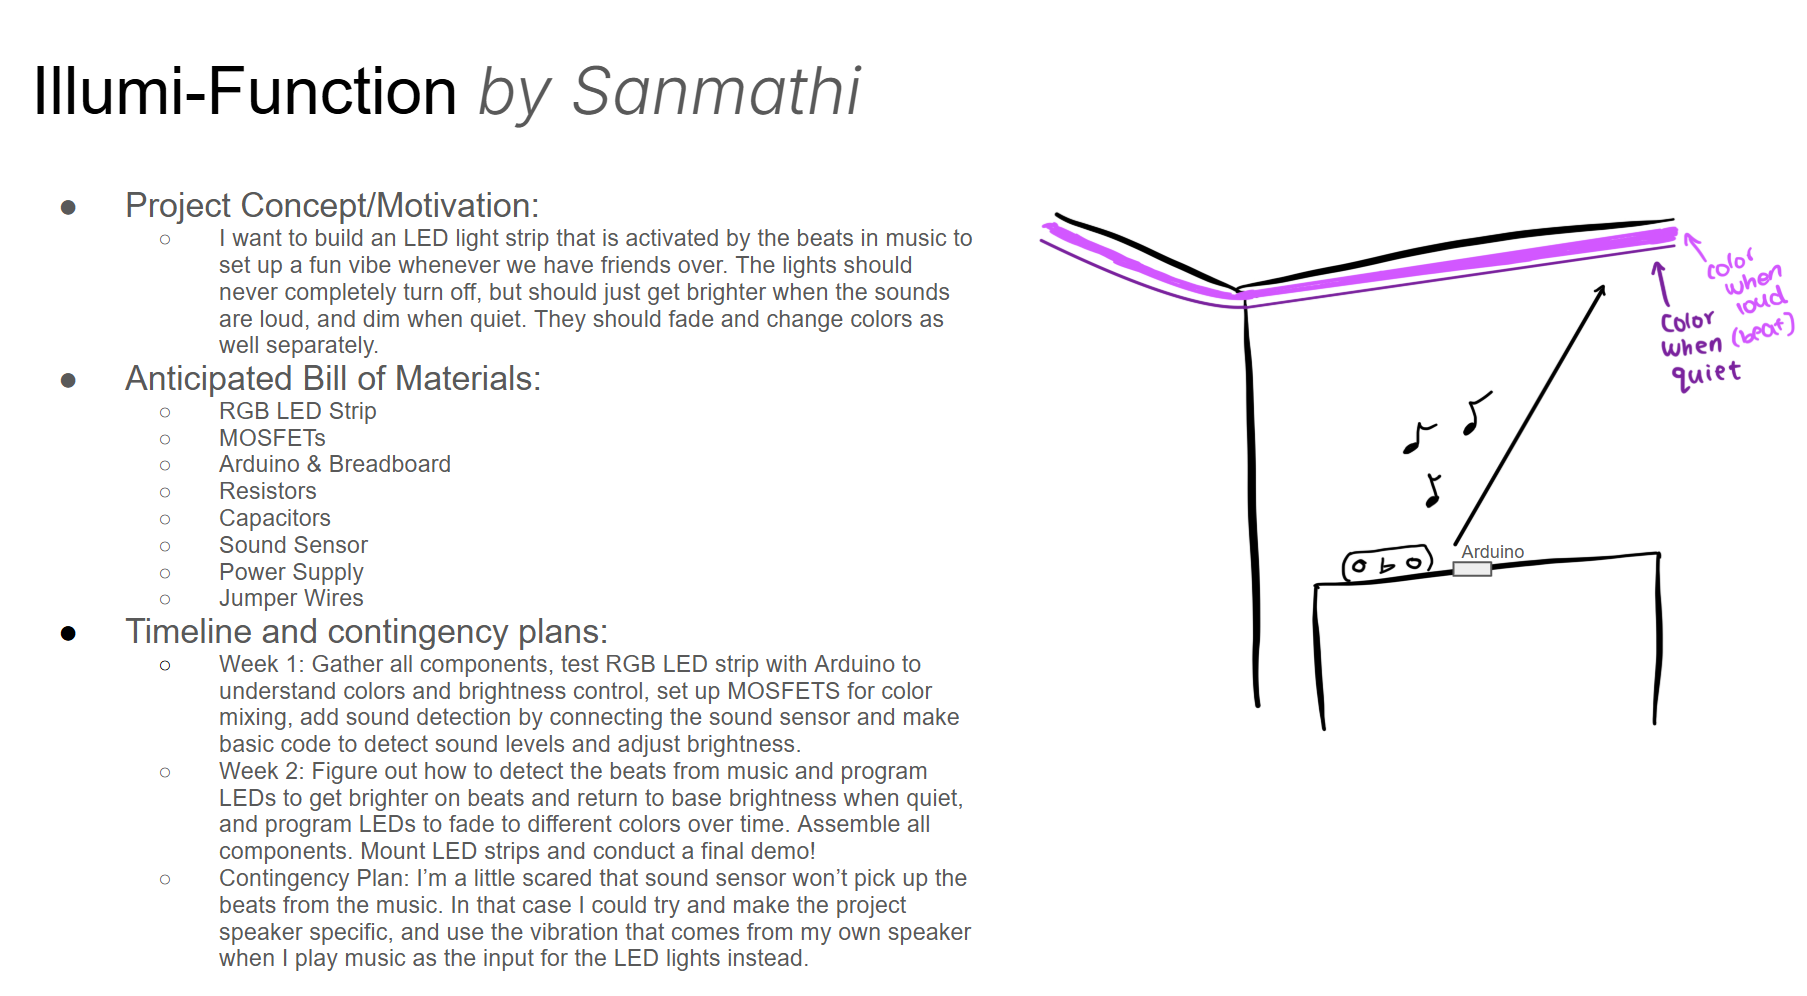 Illumi-Function by Sanmathi
● Project Concept/Motivation:
○ I want to build an LED light strip that is activated by the beats in music to
set up a fun vibe whenever we have friends over. The lights should
never completely turn off, but should just get brighter when the sounds
are loud, and dim when quiet. They should fade and change colors as
well separately.
● Anticipated Bill of Materials:
○ RGB LED Strip
○ MOSFETs
○ Arduino & Breadboard
○ Resistors
○ Capacitors
○ Sound Sensor
○ Power Supply
○ Jumper Wires
● Timeline and contingency plans:
○ Week 1: Gather all components, test RGB LED strip with Arduino to
understand colors and brightness control, set up MOSFETS for color
mixing, add sound detection by connecting the sound sensor and make
basic code to detect sound levels and adjust brightness.
○ Week 2: Figure out how to detect the beats from music and program
LEDs to get brighter on beats and return to base brightness when quiet,
and program LEDs to fade to different colors over time. Assemble all
components. Mount LED strips and conduct a final demo!
○ Contingency Plan: I’m a little scared that sound sensor won’t pick up the
beats from the music. In that case I could try and make the project
speaker specific, and use the vibration that comes from my own speaker
when I play music as the input for the LED lights instead.
color
when
loud
(beat)
Color
when
quiet
Arduino